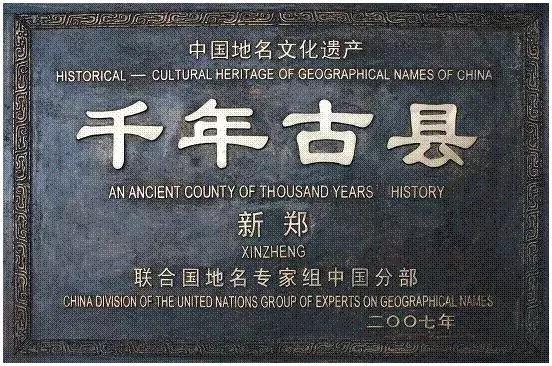 中国地名文化遗产
HISTORICAL — CULTURAL HERITAGE OF GEOGRAPHICAL NAMES OF CHINA
千年古县
AN ANCIENT COUNTY OF THOUSAND YEARS HISTORY
新郑
XINZHENG
联合国地名专家组中国分部
CHINA DIVISION OF THE UNITED NATIONS GROUP OF EXPERTS ON GEOGRAPHICAL NAMES
二〇〇七年